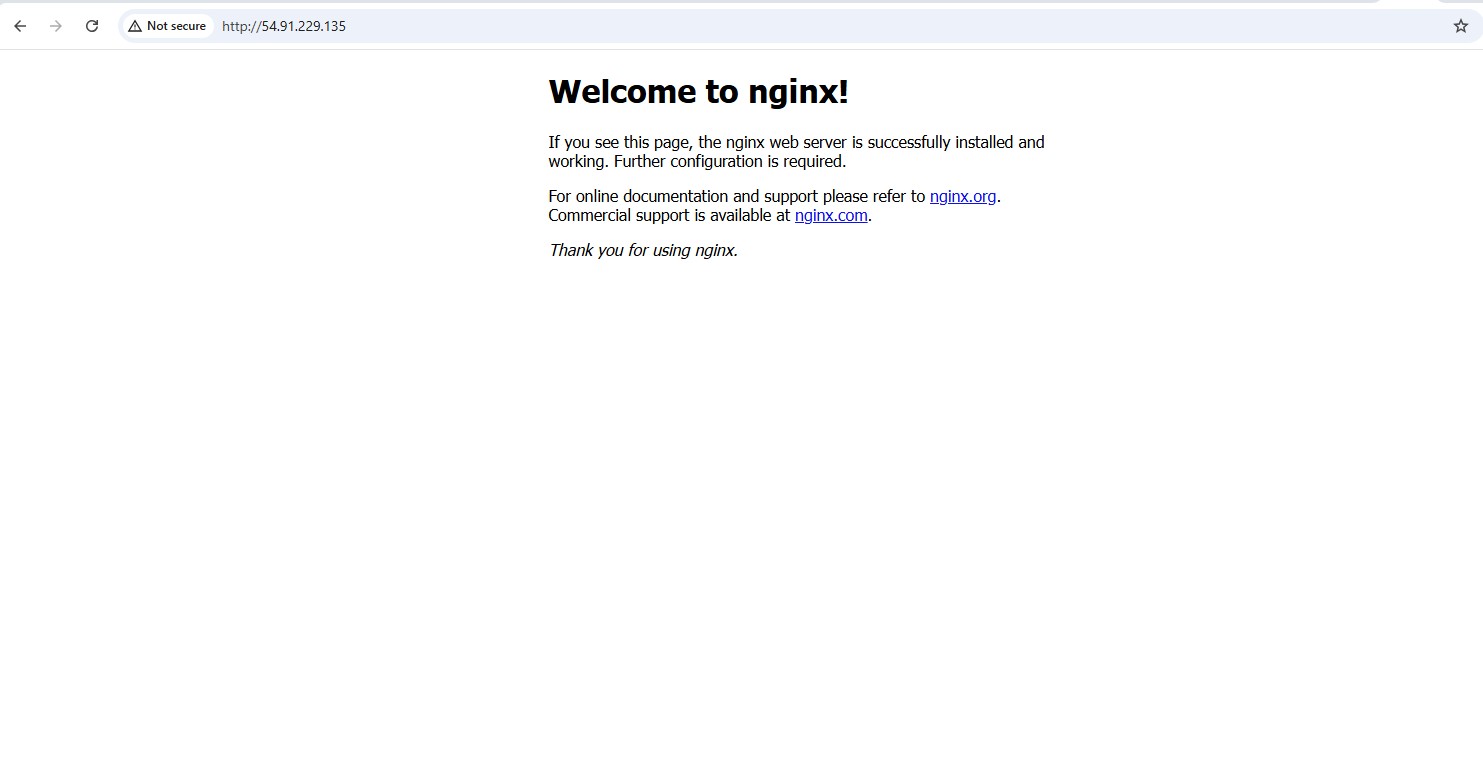 Not secure http://54.91.229.135
Welcome to nginx!
If you see this page, the nginx web server is successfully installed and
working. Further configuration is required.
For online documentation and support please refer to nginx.org.
Commercial support is available at nginx.com.
Thank you for using nginx.